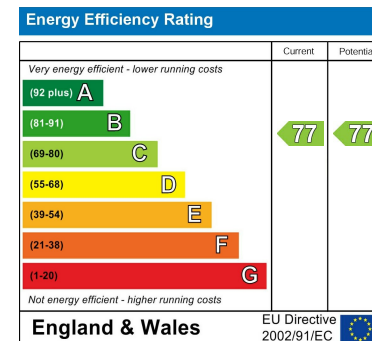 Energy Efficiency Rating
Current Potentia
Very energy efficient - lower running costs
(92 plus) A
(81-91) B
77 77
(69-80) C
(55-68) D
(39-54) E
(21-38) F
(1-20) G
Not energy efficient - higher running costs
England & Wales
EU Directive
2002/91/EC